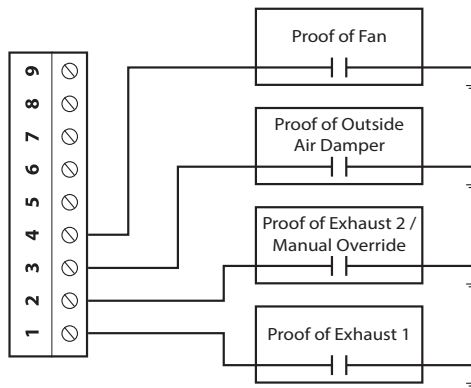 Proof of Fan
Proof of Outside
Air Damper
Proof of Exhaust 2 /
Manual Override
Proof of Exhaust 1
9
8
7
6
5
4
3
2
1